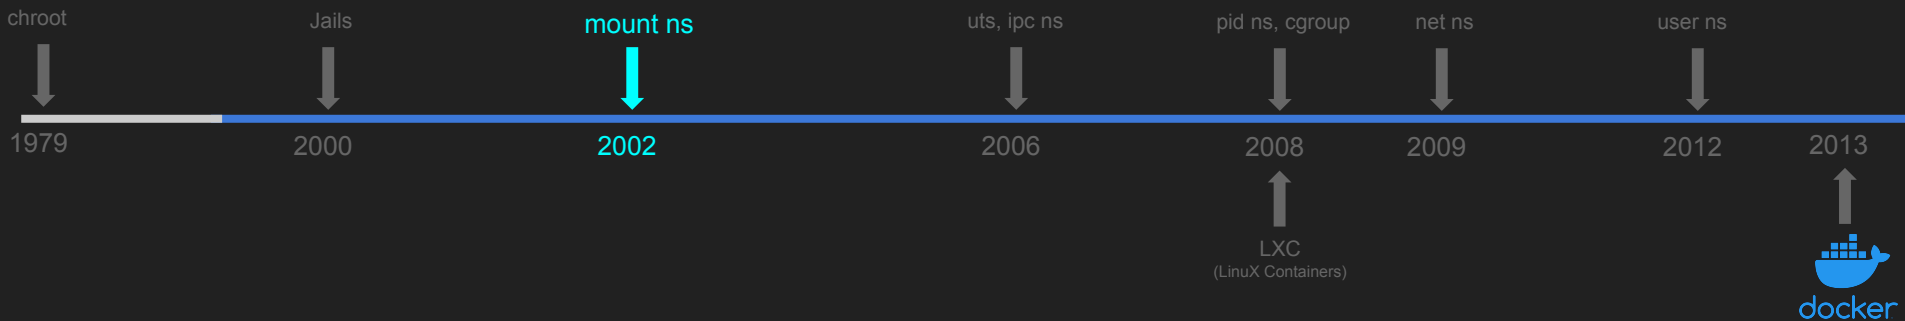 chroot
Jails
mount ns
uts, ipc ns
pid ns, cgroup
net ns
user ns
1979
2000
2002
2006
2008
2009
2012
2013
LXC
(LinuX Containers)
docker